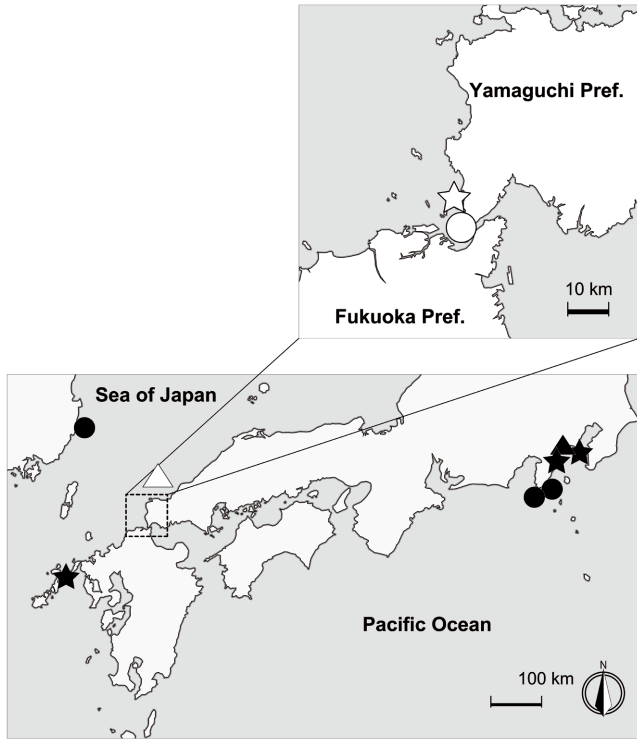 Yamaguchi Pref.
10 km
Fukuoka Pref.
Sea of Japan
Pacific Ocean
100 km
N